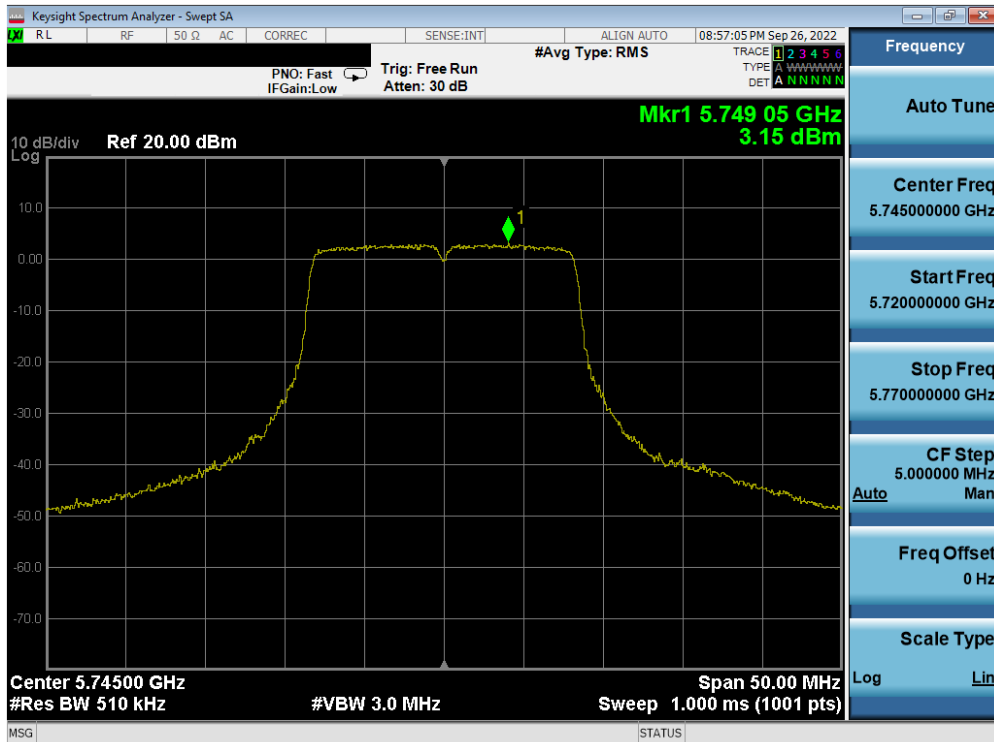 Keysight Spectrum Analyzer - Swept SA
LXI RL RF 50 Ω AC CORREC SENSE:INT ALIGN AUTO 08:57:05 PM Sep 26, 2022
#Avg Type: RMS TRACE 1 2 3 4 5 6
PNO: Fast Trig: Free Run TYPE A WWWWW
IFGain:Low Atten: 30 dB DET A N N N N N
Mkr1 5.749 05 GHz
3.15 dBm
10 dB/div Ref 20.00 dBm
Log
10.0
1
0.00
-10.0
-20.0
-30.0
-40.0
-50.0
-60.0
-70.0
Center 5.74500 GHz Span 50.00 MHz
#Res BW 510 kHz #VBW 3.0 MHz Sweep 1.000 ms (1001 pts)
MSG STATUS
Frequency
Auto Tune
Center Freq
5.745000000 GHz
Start Freq
5.720000000 GHz
Stop Freq
5.770000000 GHz
CF Step
5.000000 MHz
Auto Man
Freq Offset
0 Hz
Scale Type
Log Lin